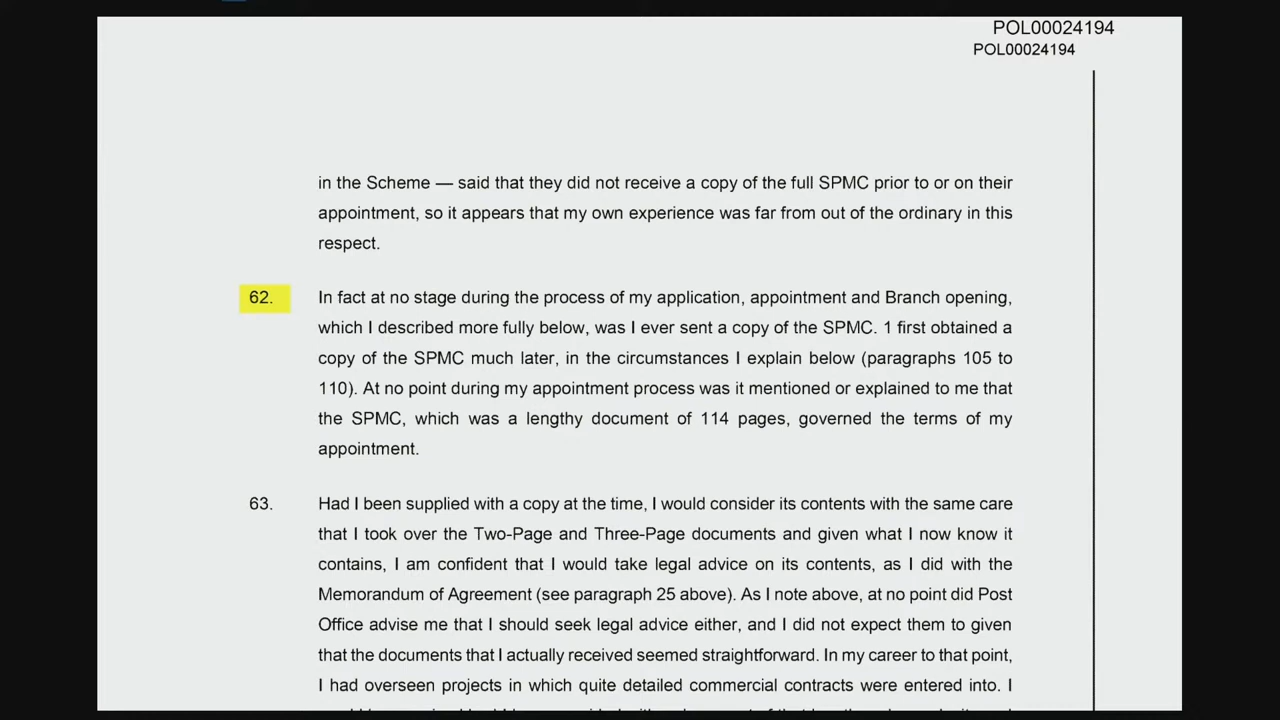 POL00024194
POL00024194
in the Scheme — said that they did not receive a copy of the full SPMC prior to or on their
appointment, so it appears that my own experience was far from out of the ordinary in this
respect.
62. In fact at no stage during the process of my application, appointment and Branch opening,
which I described more fully below, was I ever sent a copy of the SPMC. 1 first obtained a
copy of the SPMC much later, in the circumstances I explain below (paragraphs 105 to
110). At no point during my appointment process was it mentioned or explained to me that
the SPMC, which was a lengthy document of 114 pages, governed the terms of my
appointment.
63. Had I been supplied with a copy at the time, I would consider its contents with the same care
that I took over the Two-Page and Three-Page documents and given what I now know it
contains, I am confident that I would take legal advice on its contents, as I did with the
Memorandum of Agreement (see paragraph 25 above). As I note above, at no point did Post
Office advise me that I should seek legal advice either, and I did not expect them to given
that the documents that I actually received seemed straightforward. In my career to that point,
I had overseen projects in which quite detailed commercial contracts were entered into. I